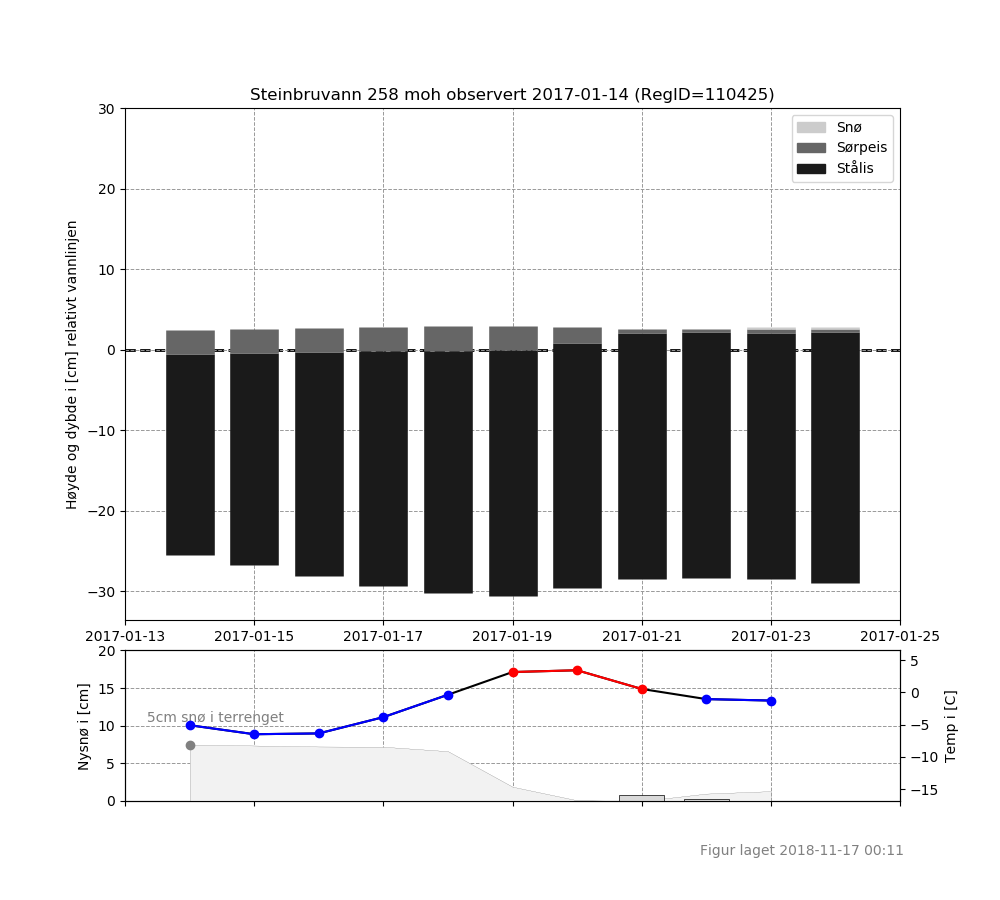 Steinbruvann 258 moh observert 2017-01-14 (RegID=110425)
Høyde og dybde i [cm] relativt vannlinjen
30
20
10
0
−10
−20
−30
Snø
Sørpeis
Stålis
2017-01-13
2017-01-15
2017-01-17
2017-01-19
2017-01-21
2017-01-23
2017-01-25
Nysnø i [cm]
20
15
10
5
0
5cm snø i terrenget
5
0
−5
−10
−15
Temp i [C]
Figur laget 2018-11-17 00:11